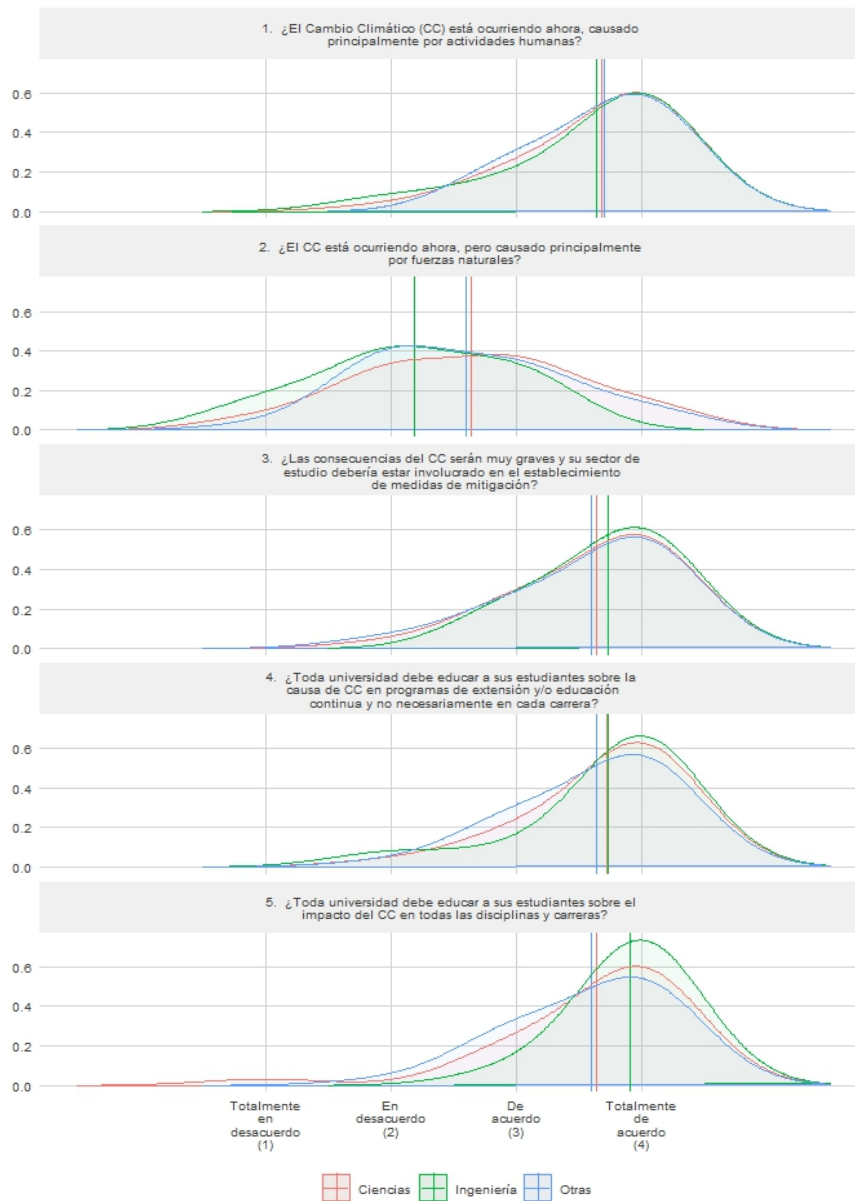 1. ¿El Cambio Climático (CC) está ocurriendo ahora, causado
principalmente por actividades humanas?
0.6
0.4
0.2
0.0
2. ¿El CC está ocurriendo ahora, pero causado principalmente
por fuerzas naturales?
0.6
0.4
0.2
0.0
3. ¿Las consecuencias del CC serán muy graves y su sector de
estudio debería estar involucrado en el establecimiento
de medidas de mitigación?
0.6
0.4
0.2
0.0
4. ¿Toda universidad debe educar a sus estudiantes sobre la
causa de CC en programas de extensión y/o educación
continua y no necesariamente en cada carrera?
0.6
0.4
0.2
0.0
5. ¿Toda universidad debe educar a sus estudiantes sobre el
impacto del CC en todas las disciplinas y carreras?
0.6
0.4
0.2
0.0
Totalmente en desacuerdo (1)
En desacuerdo (2)
De acuerdo (3)
Totalmente de acuerdo (4)
Ciencias Ingeniería Otras